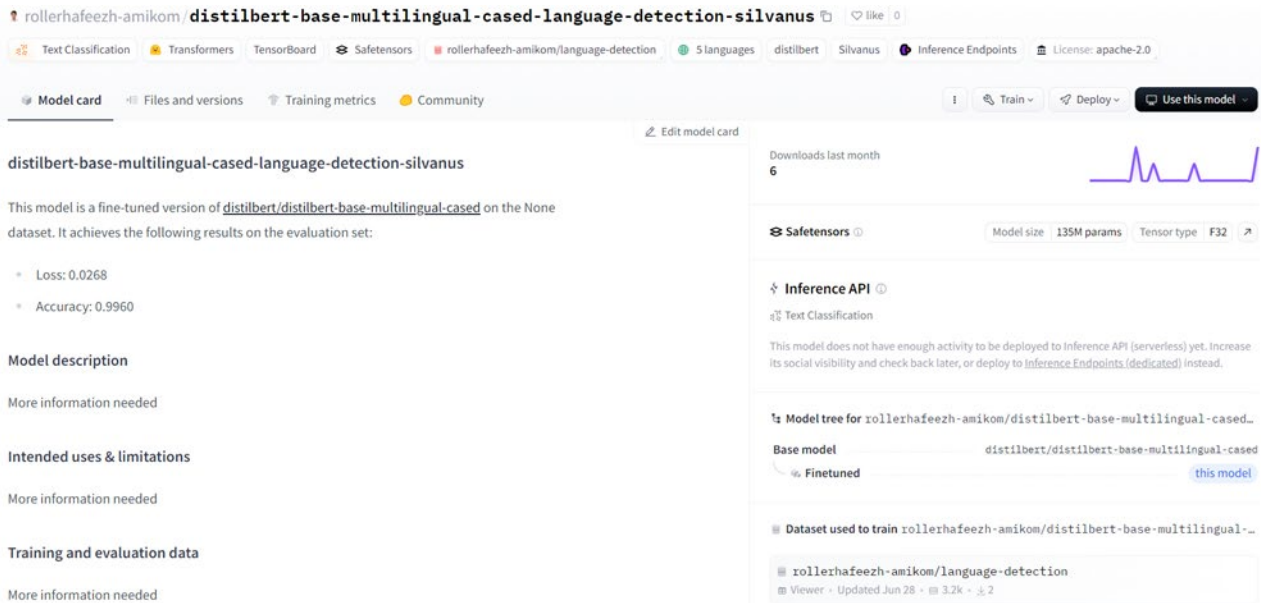 rollerhafeezh-amikom/distilbert-base-multilingual-cased-language-detection-silvanus like 0
Text Classification Transformers TensorBoard Safetensors rollerhafeezh-amikom/language-detection 5 languages distilbert Silvanus Inference Endpoints License: apache-2.0
Model card Files and versions Training metrics Community Train Deploy Use this model
Edit model card
distilbert-base-multilingual-cased-language-detection-silvanus
This model is a fine-tuned version of distilbert/distilbert-base-multilingual-cased on the None
dataset. It achieves the following results on the evaluation set:
Loss: 0.0268
Accuracy: 0.9960
Model description
More information needed
Intended uses & limitations
More information needed
Training and evaluation data
More information needed
Downloads last month
6
Safetensors Model size 135M params Tensor type F32
Inference API
Text Classification
This model does not have enough activity to be deployed to Inference API (serverless) yet. Increase
its social visibility and check back later, or deploy to Inference Endpoints (dedicated) instead.
Model tree for rollerhafeezh-amikom/distilbert-base-multilingual-cased…
Base model distilbert/distilbert-base-multilingual-cased
Finetuned this model
Dataset used to train rollerhafeezh-amikom/distilbert-base-multilingual-…
rollerhafeezh-amikom/language-detection
Viewer • Updated Jun 28 • 3.2k • 2